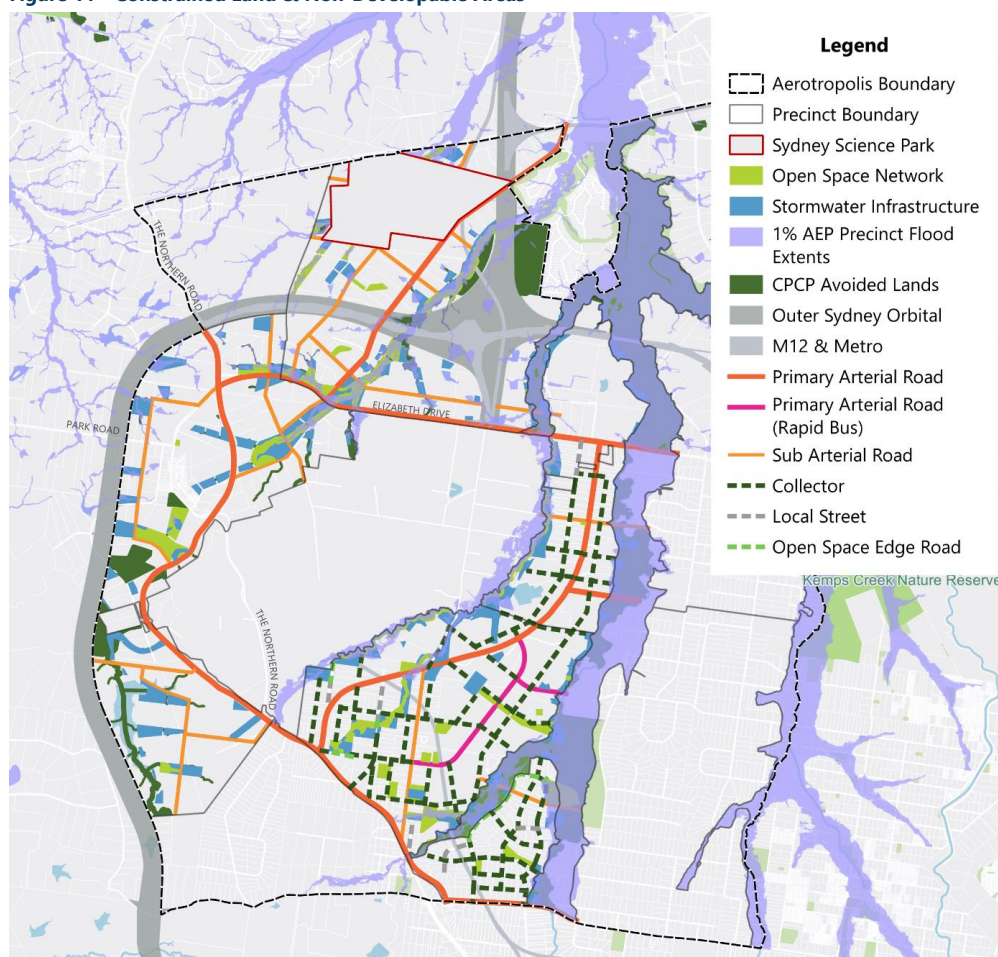 Legend
Aerotropolis Boundary
Precinct Boundary
Sydney Science Park
Open Space Network
Stormwater Infrastructure
1% AEP Precinct Flood
Extents
CPCP Avoided Lands
Outer Sydney Orbital
M12 & Metro
Primary Arterial Road
Primary Arterial Road
(Rapid Bus)
Sub Arterial Road
Collector
Local Street
Open Space Edge Road
THE NORTHERN ROAD
ELIZABETH DRIVE
PARK ROAD
Kemps Creek Nature Reserve
THE NORTHERN ROAD